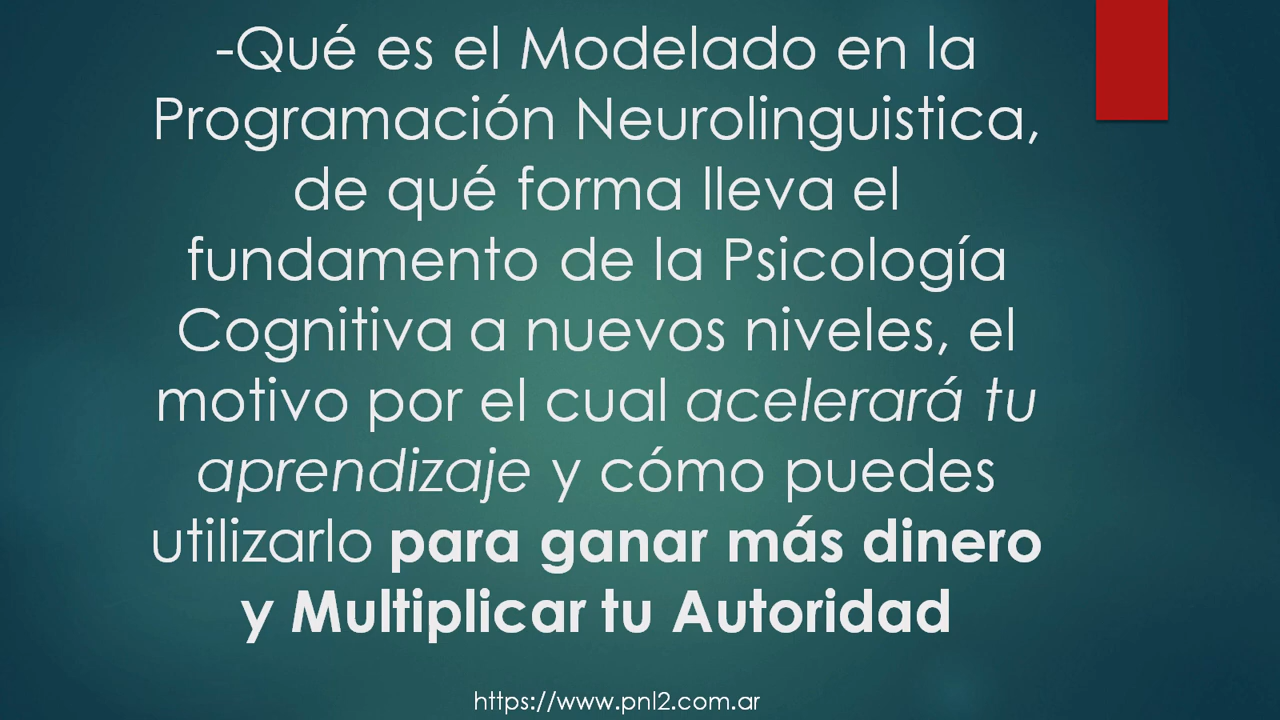 -Qué es el Modelado en la
Programación Neurolinguistica,
de qué forma lleva el
fundamento de la Psicología
Cognitiva a nuevos niveles, el
motivo por el cual acelerará tu
aprendizaje y cómo puedes
utilizarlo para ganar más dinero
y Multiplicar tu Autoridad
https://www.pnl2.com.ar